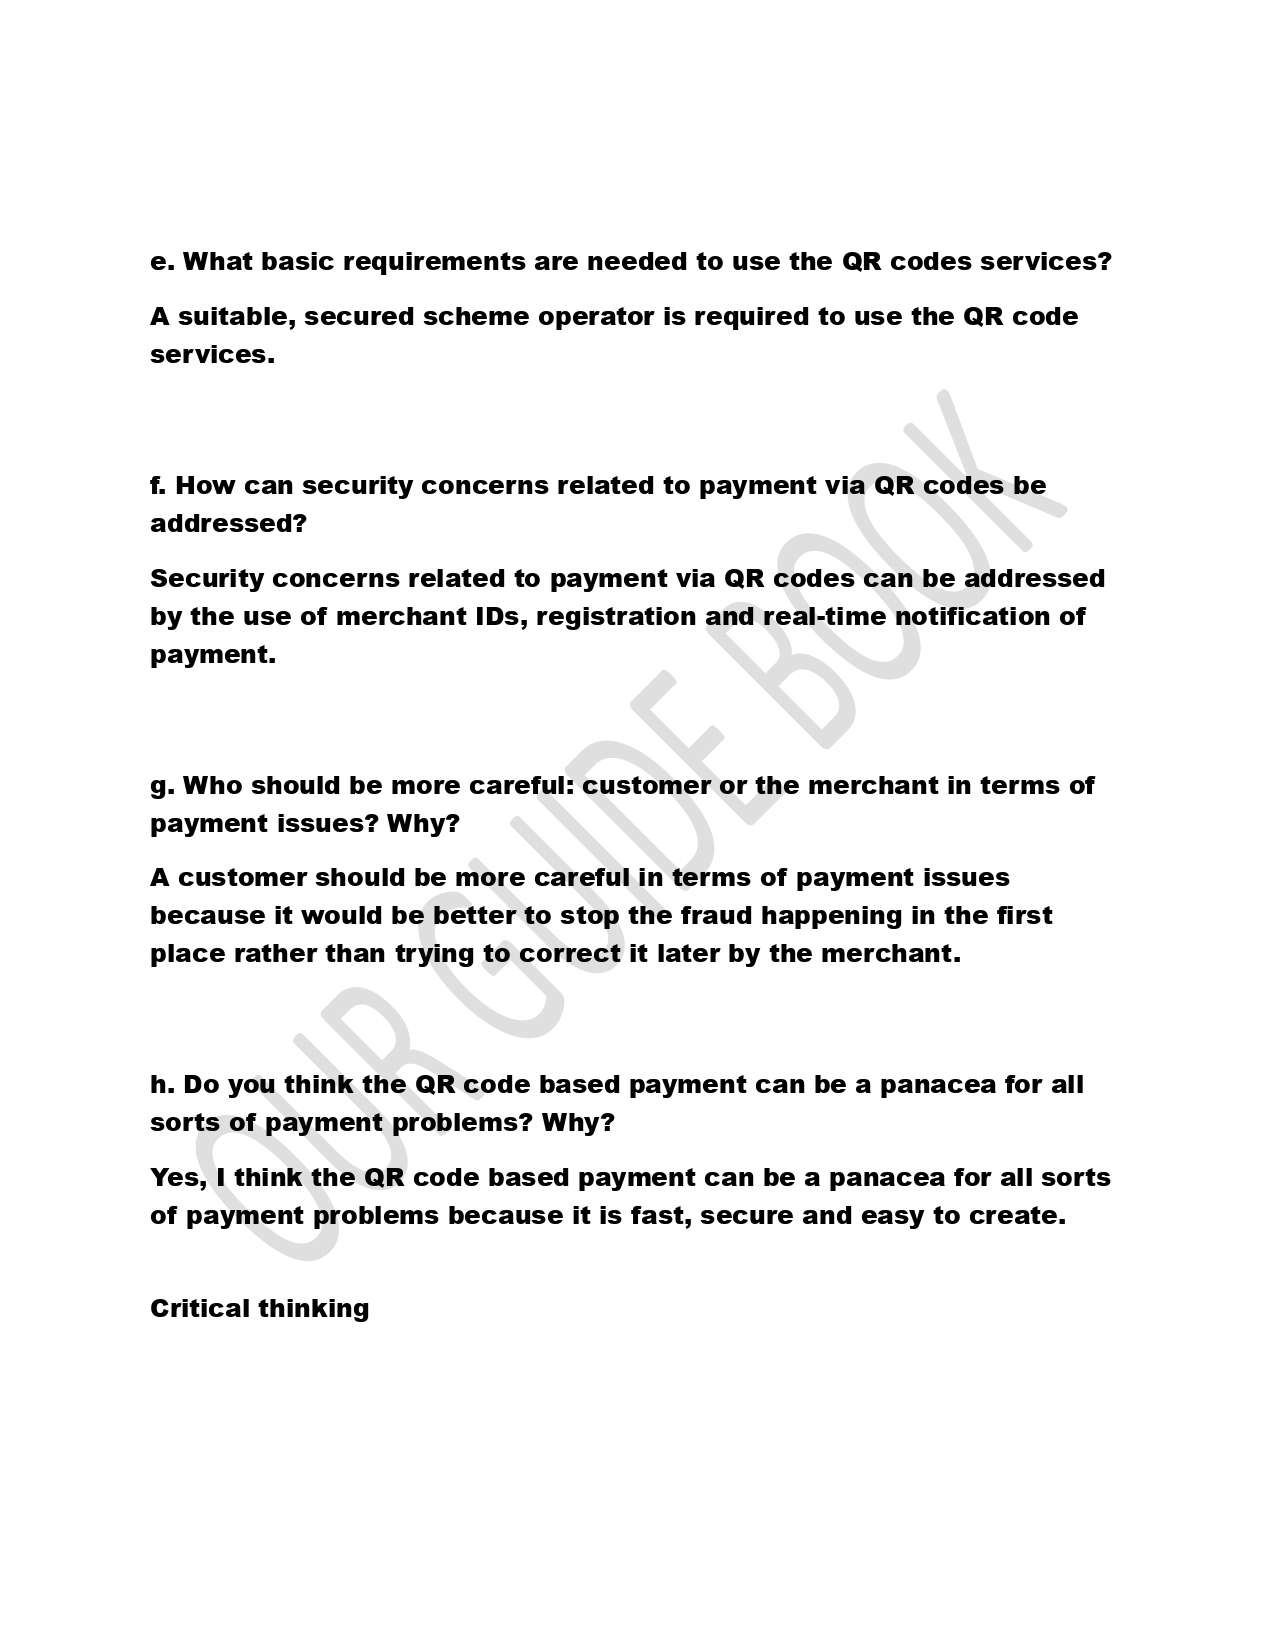 e. What basic requirements are needed to use the QR codes services?
A suitable, secured scheme operator is required to use the QR code
services.
f. How can security concerns related to payment via QR codes be
addressed?
Security concerns related to payment via QR codes can be addressed
by the use of merchant IDs, registration and real-time notification of
payment.
g. Who should be more careful: customer or the merchant in terms of
payment issues? Why?
A customer should be more careful in terms of payment issues
because it would be better to stop the fraud happening in the first
place rather than trying to correct it later by the merchant.
h. Do you think the QR code based payment can be a panacea for all
sorts of payment problems? Why?
Yes, I think the QR code based payment can be a panacea for all sorts
of payment problems because it is fast, secure and easy to create.
Critical thinking
OUR GUIDE BOOK